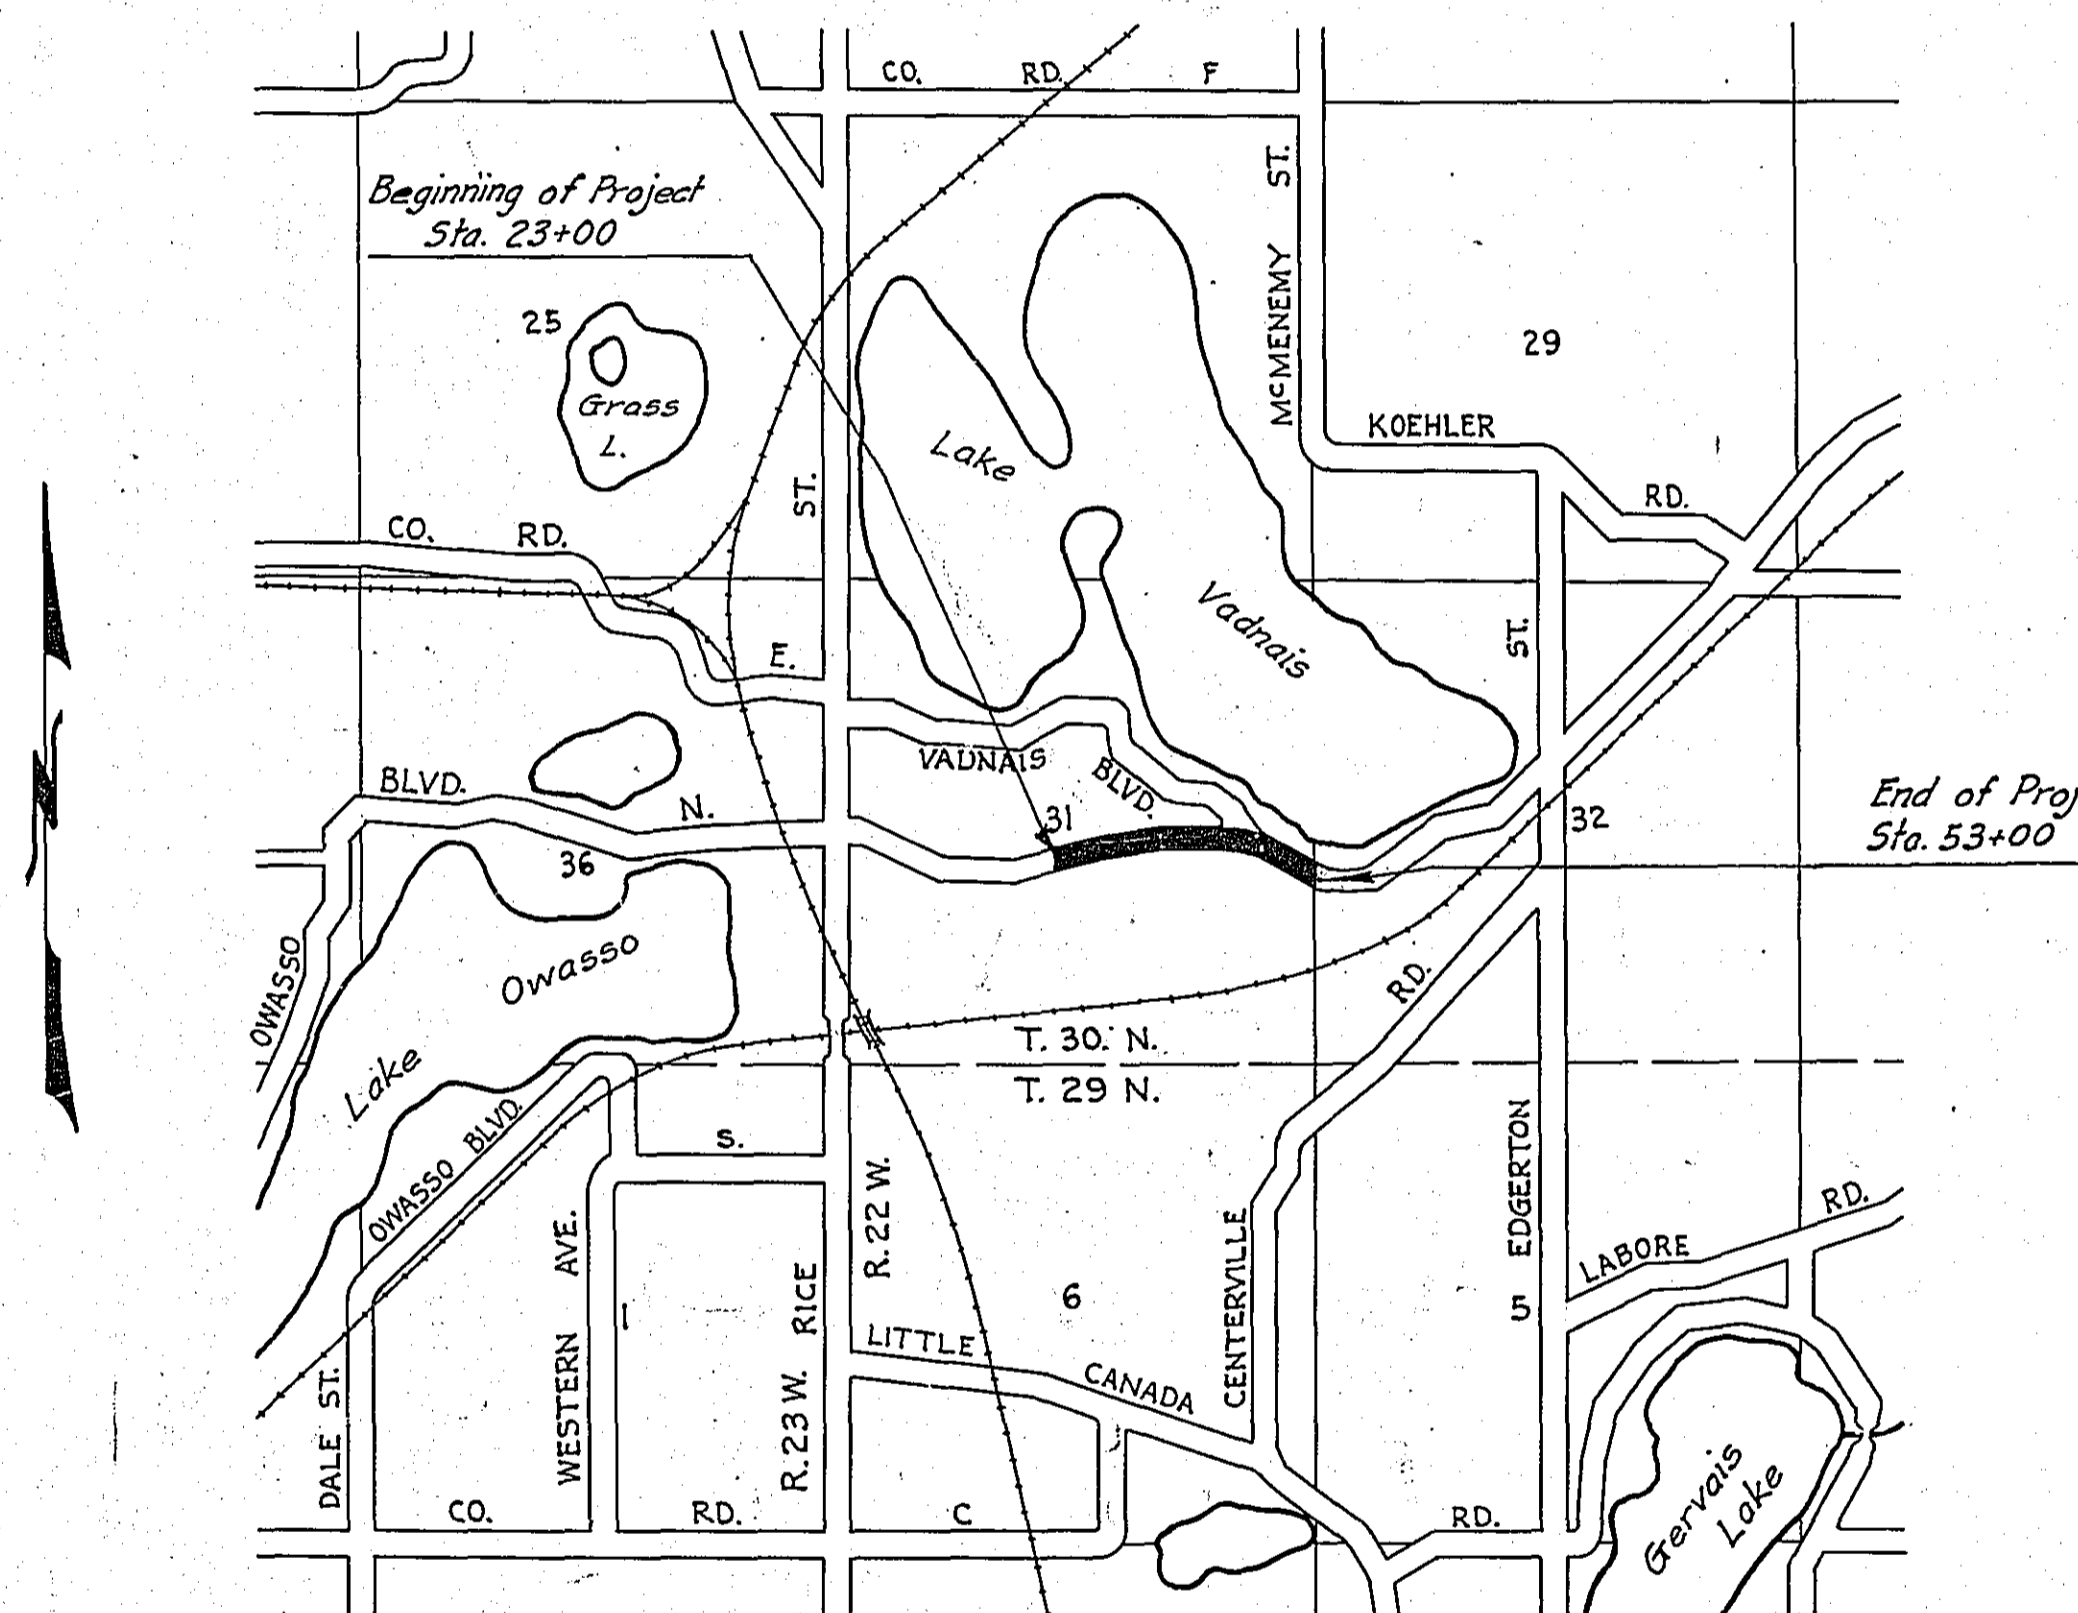 CO. RD. F
Beginning of Project
Sta. 23+00
McMENEMY ST.
25
29
Grass
L.
Lake
Vadnais
KOEHLER
RD.
ST.
CO. RD.
E.
ST.
VADNAIS
BLVD.
BLVD.
N.
31
32
End of Proj
Sta. 53+00
36
N
OWASSO
Owasso
Lake
RD.
T. 30. N.
T. 29 N.
OWASSO BLVD.
S.
R. 22 W.
EDGERTON
5
LABORE
RD.
WESTERN AVE.
1
RICE
R. 23 W.
6
CENTERVILLE
LITTLE
CANADA
DALE ST.
CO. RD. C
RD.
Gervais
Lake